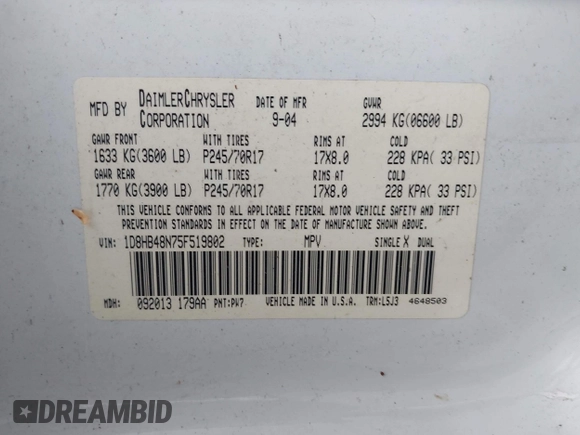 MFD BY DAIMLERCHRYSLER CORPORATION DATE OF MFR 9-04 GVWR 2994 KG(06600 LB)
GAWR FRONT WITH TIRES RIMS AT COLD
1633 KG(3600 LB) P245/70R17 17X8.0 228 KPA( 33 PSI)
GAWR REAR WITH TIRES RIMS AT COLD
1770 KG(3900 LB) P245/70R17 17X8.0 228 KPA( 33 PSI)
THIS VEHICLE CONFORMS TO ALL APPLICABLE FEDERAL MOTOR VEHICLE SAFETY AND THEFT
PREVENTION STANDARDS IN EFFECT ON THE DATE OF MANUFACTURE SHOWN ABOVE.
VIN: 1D8HB48N75F519802 TYPE: MPV SINGLE X DUAL
MDH: 092013 179AA PNT:PW7 VEHICLE MADE IN U.S.A. TRM:L5J3 4648503
DREAMBID